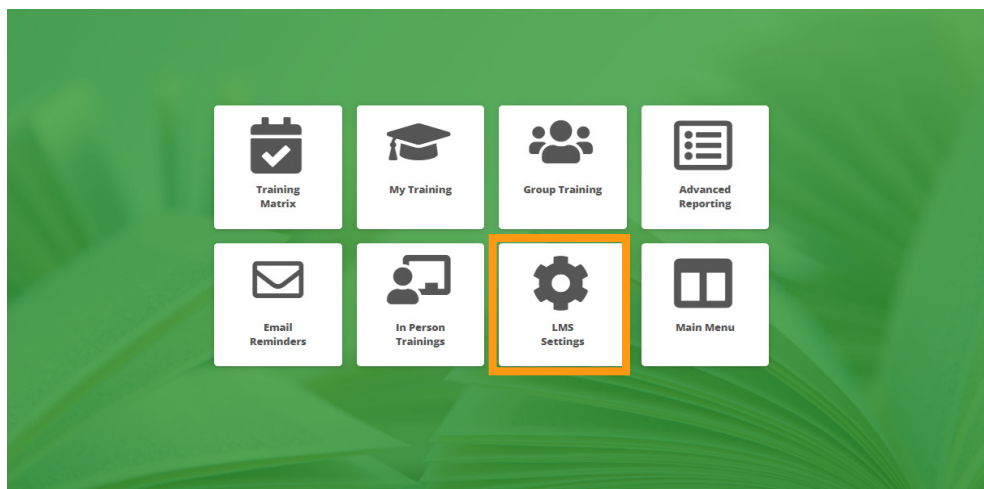 Training
Matrix
My Training
Group Training
Advanced
Reporting
Email
Reminders
In Person
Trainings
LMS
Settings
Main Menu